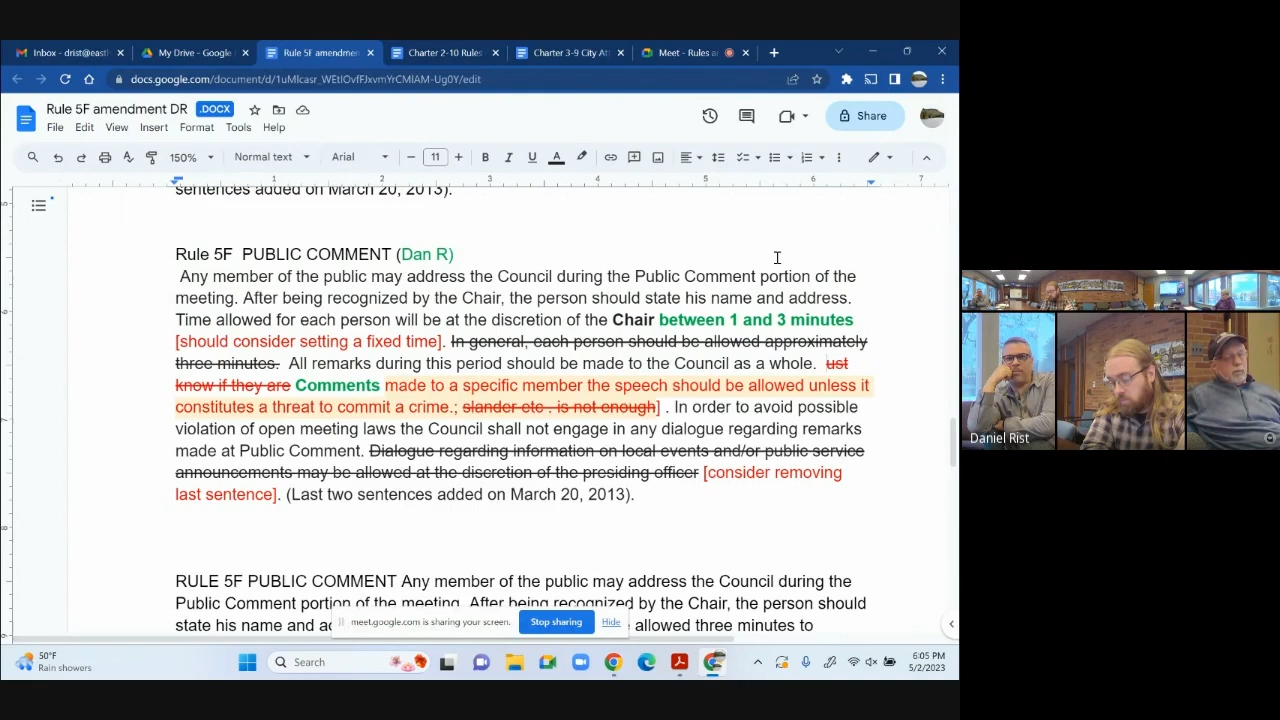 Inbox - drist@east
My Drive - Google
Rule 5F amendmen
Charter 2-10 Rules
Charter 3-9 City At
Meet - Rules a
docs.google.com/document/d/1uMlcasr_WEtIOvfFJxvmYrCMlAM-Ug0Y/edit
Rule 5F amendment DR .DOCX
File Edit View Insert Format Tools Help
Share
150% Normal text Arial 11
1 2 3 4 5 6 7
sentences added on March 20, 2013).
Rule 5F PUBLIC COMMENT (Dan R)
Any member of the public may address the Council during the Public Comment portion of the
meeting. After being recognized by the Chair, the person should state his name and address.
Time allowed for each person will be at the discretion of the Chair between 1 and 3 minutes
[should consider setting a fixed time]. In general, each person should be allowed approximately
three minutes. All remarks during this period should be made to the Council as a whole. ust
know if they are Comments made to a specific member the speech should be allowed unless it
constitutes a threat to commit a crime.; slander etc . is not enough] . In order to avoid possible
violation of open meeting laws the Council shall not engage in any dialogue regarding remarks
made at Public Comment. Dialogue regarding information on local events and/or public service
announcements may be allowed at the discretion of the presiding officer [consider removing
last sentence]. (Last two sentences added on March 20, 2013).
RULE 5F PUBLIC COMMENT Any member of the public may address the Council during the
Public Comment portion of the meeting. After being recognized by the Chair, the person should
state his name and ad
allowed three minutes to
meet.google.com is sharing your screen. Stop sharing Hide
Daniel Rist
50°F
Rain showers
Search
6:05 PM
5/2/2023